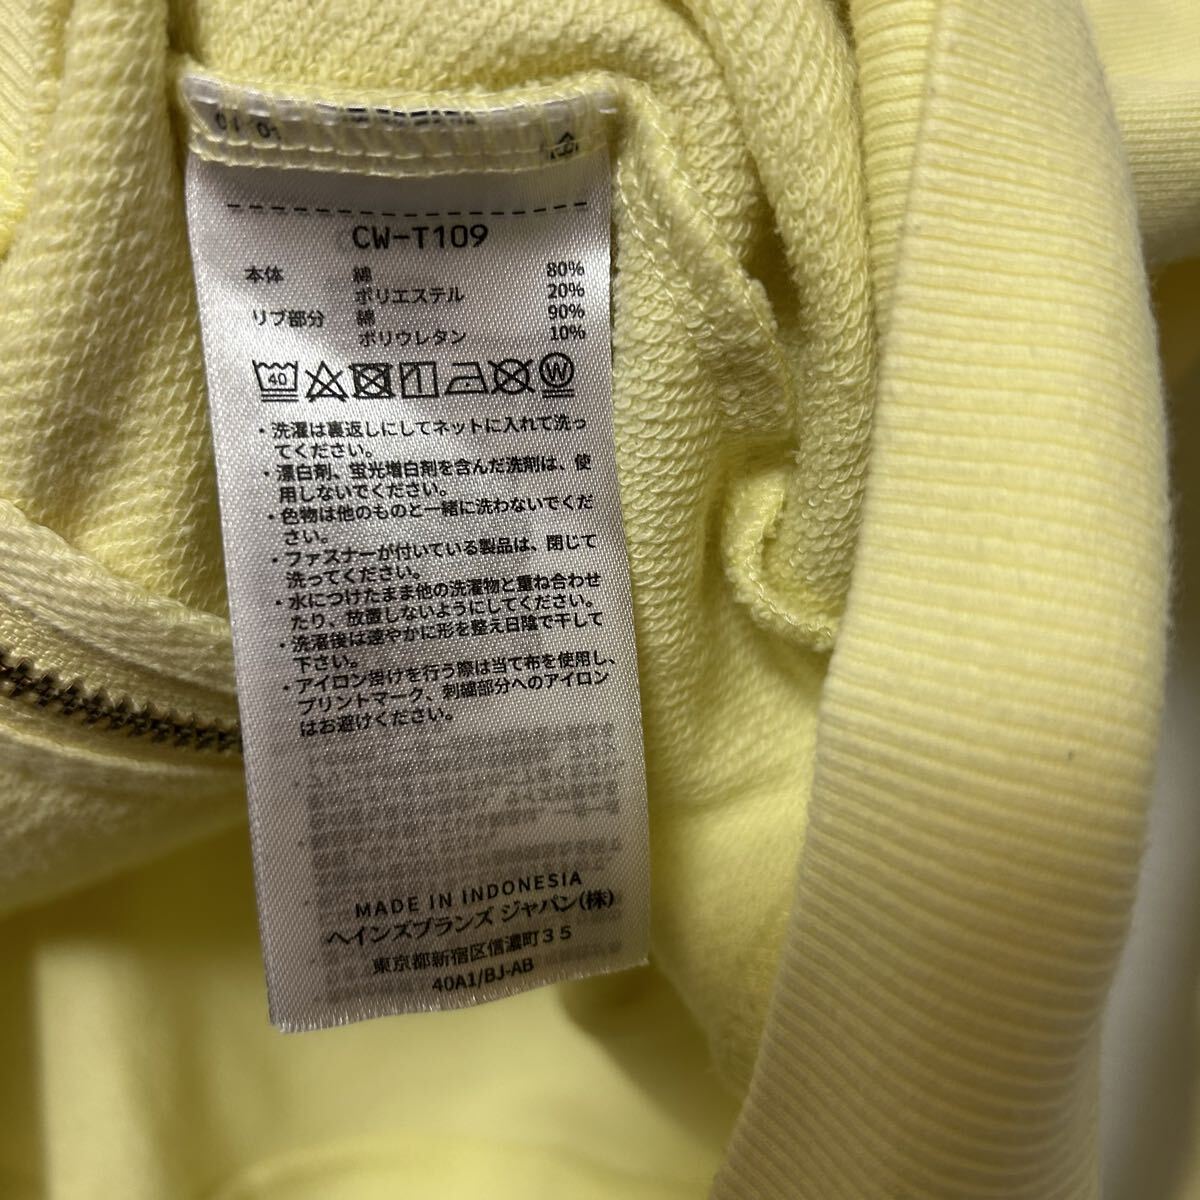 CW-T109
本体 綿 80%
ポリエステル 20%
リブ部分 綿 90%
ポリウレタン 10%
40 W
・洗濯は裏返しにしてネットに入れて洗っ
てください。
・漂白剤、蛍光増白剤を含んだ洗剤は、使
用しないでください。
・色物は他のものと一緒に洗わないでくだ
さい。
・ファスナーが付いている製品は、閉じて
洗ってください。
・水につけたまま他の洗濯物と重ね合わせ
たり、放置しないようにしてください。
・洗濯後は速やかに形を整え日陰で干して
下さい。
・アイロン掛けを行う際は当て布を使用し、
プリントマーク、刺繍部分へのアイロン
はお避けください。
MADE IN INDONESIA
ヘインズブランズ ジャパン(株)
東京都新宿区信濃町３５
40A1/BJ-AB